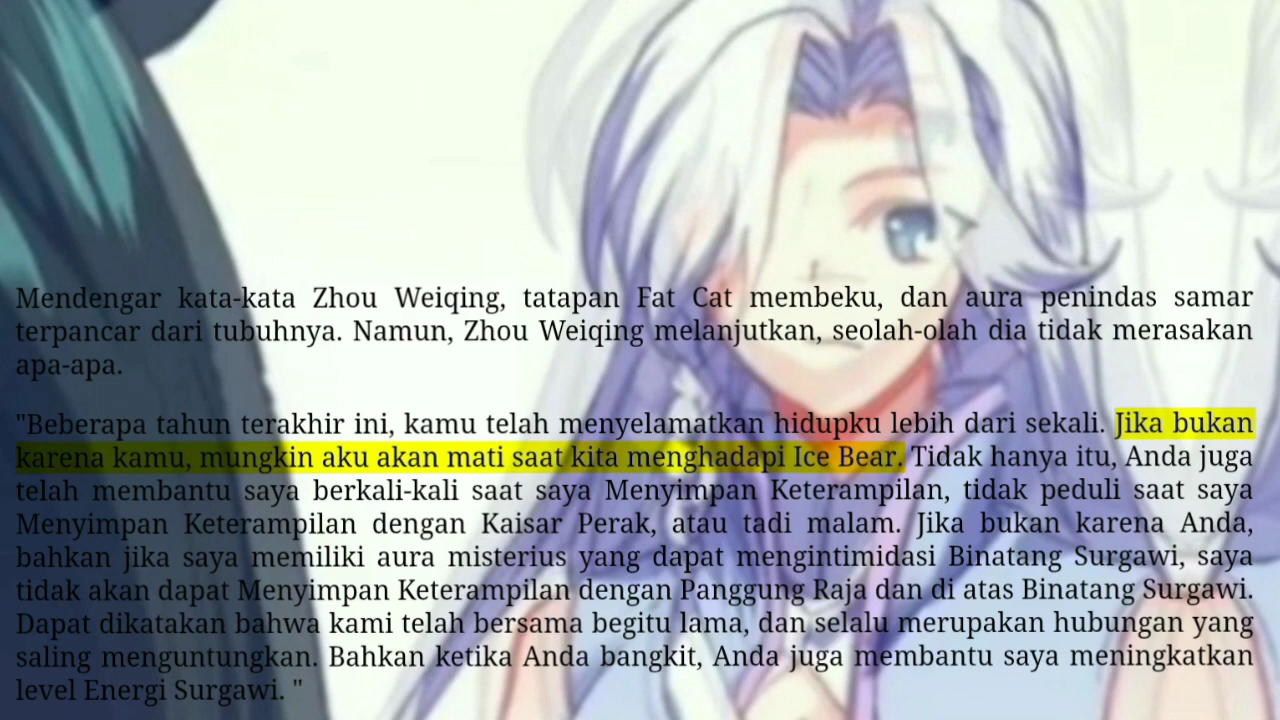 Mendengar kata-kata Zhou Weiqing, tatapan Fat Cat membeku, dan aura penindas samar
terpancar dari tubuhnya. Namun, Zhou Weiqing melanjutkan, seolah-olah dia tidak merasakan
apa-apa.
"Beberapa tahun terakhir ini, kamu telah menyelamatkan hidupku lebih dari sekali. Jika bukan
karena kamu, mungkin aku akan mati saat kita menghadapi Ice Bear. Tidak hanya itu, Anda juga
telah membantu saya berkali-kali saat saya Menyimpan Keterampilan, tidak peduli saat saya
Menyimpan Keterampilan dengan Kaisar Perak, atau tadi malam. Jika bukan karena Anda,
bahkan jika saya memiliki aura misterius yang dapat mengintimidasi Binatang Surgawi, saya
tidak akan dapat Menyimpan Keterampilan dengan Panggung Raja dan di atas Binatang Surgawi.
Dapat dikatakan bahwa kami telah bersama begitu lama, dan selalu merupakan hubungan yang
saling menguntungkan. Bahkan ketika Anda bangkit, Anda juga membantu saya meningkatkan
level Energi Surgawi. "